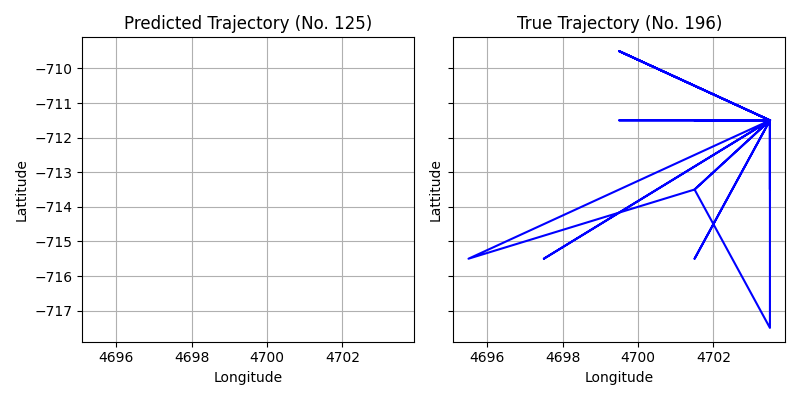 Predicted Trajectory (No. 125)
−710
−711
−712
−713
−714
−715
−716
−717
Lattitude
4696 4698 4700 4702
Longitude
True Trajectory (No. 196)
Lattitude
4696 4698 4700 4702
Longitude